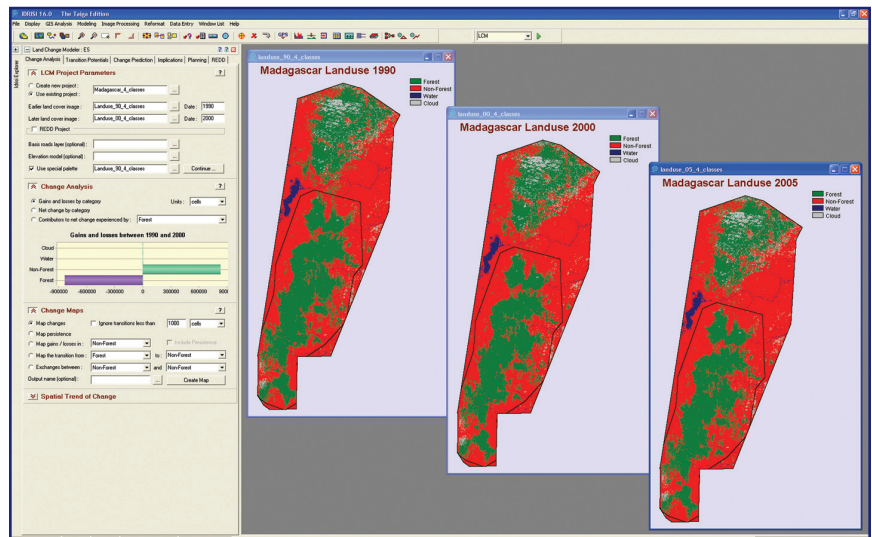 IDRISI 16.0 The Taiga Edition
File Display GIS Analysis Modeling Image Processing Reformat Data Entry Window List Help
LCM
Idrisi Explorer
Land Change Modeler : ES
Change Analysis Transition Potentials Change Prediction Implications Planning REDD
LCM Project Parameters ?
Create new project :
Use existing project :
Madagascar_4_classes ...
Earlier land cover image : Landuse_90_4_classes ... Date : 1990
Later land cover image : Landuse_00_4_classes ... Date : 2000
REDD Project
Basis roads layer (optional) : ...
Elevation model (optional) : ...
Use special palette Landuse_90_4_classes ... Continue ...
Change Analysis ?
Gains and losses by category Units : cells
Net change by category
Contributors to net change experienced by : Forest
Gains and losses between 1990 and 2000
Cloud
Water
Non-Forest
Forest
-900000 -600000 -300000 0 300000 600000 900
Change Maps ?
Map changes Ignore transitions less than 1000 cells
Map persistence
Map gains / losses in : Non-Forest Include Persistence
Map the transition from : Forest to : Non-Forest
Exchanges between : Non-Forest and Non-Forest
Output name (optional) : ... Create Map
Spatial Trend of Change
landuse_90_4_classes
Madagascar Landuse 1990
Forest
Non-Forest
Water
Cloud
landuse_00_4_classes
Madagascar Landuse 2000
Forest
Non-Forest
Water
Cloud
landuse_05_4_classes
Madagascar Landuse 2005
Forest
Non-Forest
Water
Cloud